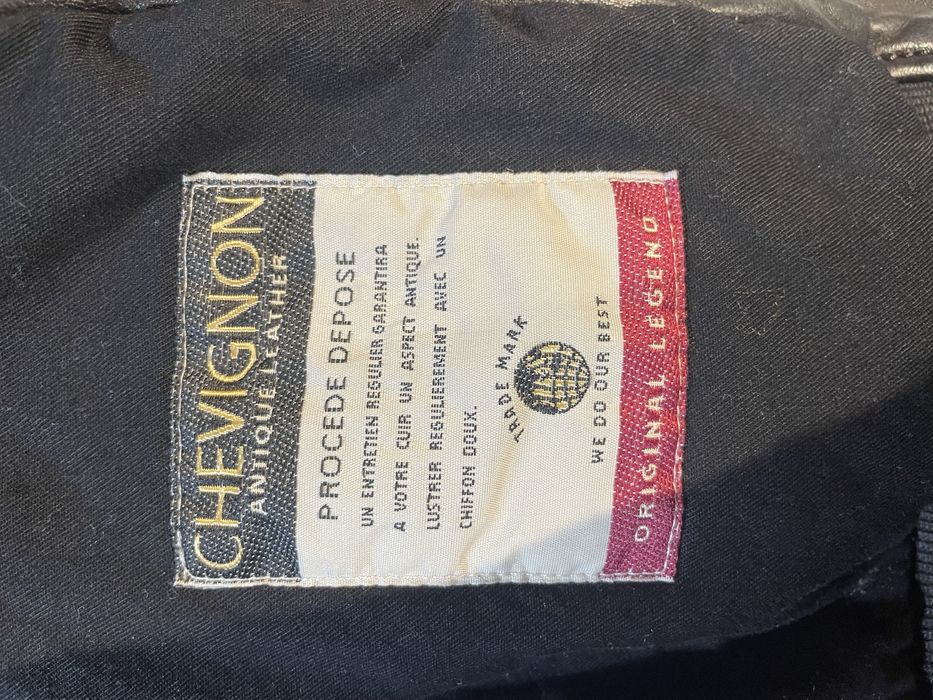 CHEVIGNON
ANTIQUE LEATHER
PROCEDE DEPOSE
UN ENTRETIEN REGULIER GARANTIRA
A VOTRE CUIR UN ASPECT ANTIQUE.
LUSTRER REGULIEREMENT AVEC UN
CHIFFON DOUX.
TRADE MARK
WE DO OUR BEST
ORIGINAL LEGEND